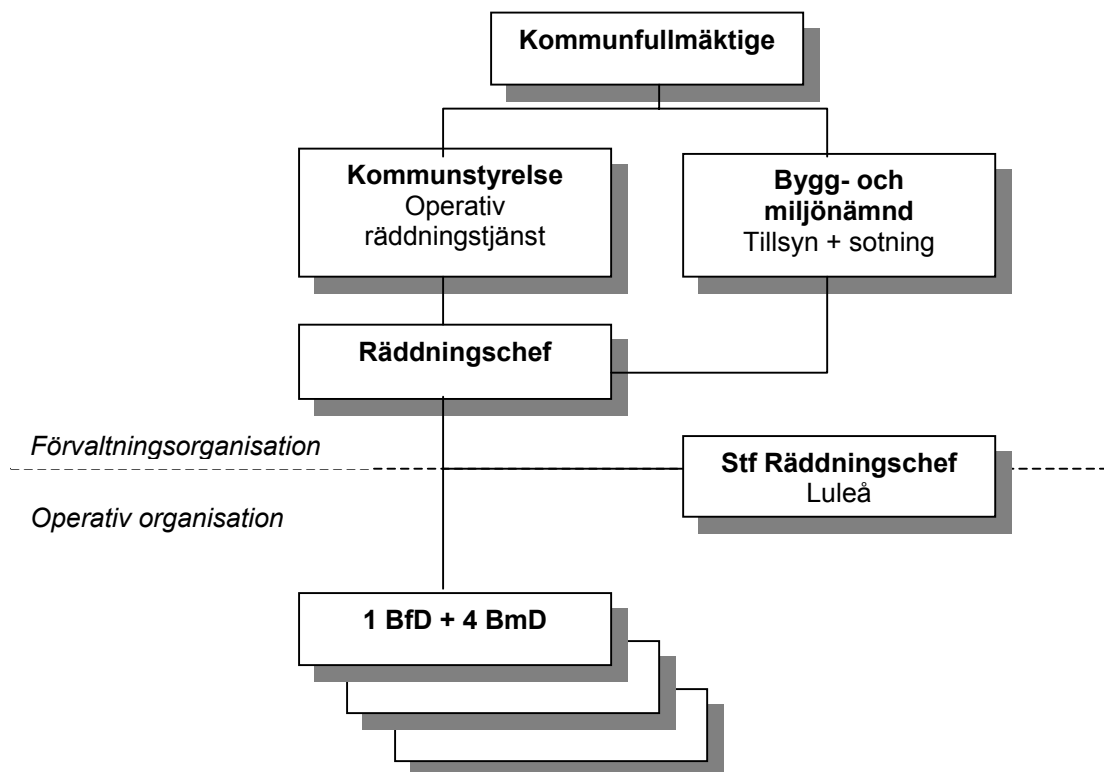 Kommunfullmäktige
Kommunstyrelse
Operativ
räddningstjänst
Bygg- och
miljönämnd
Tillsyn + sotning
Räddningschef
Förvaltningsorganisation
Stf Räddningschef
Luleå
Operativ organisation
1 BfD + 4 BmD